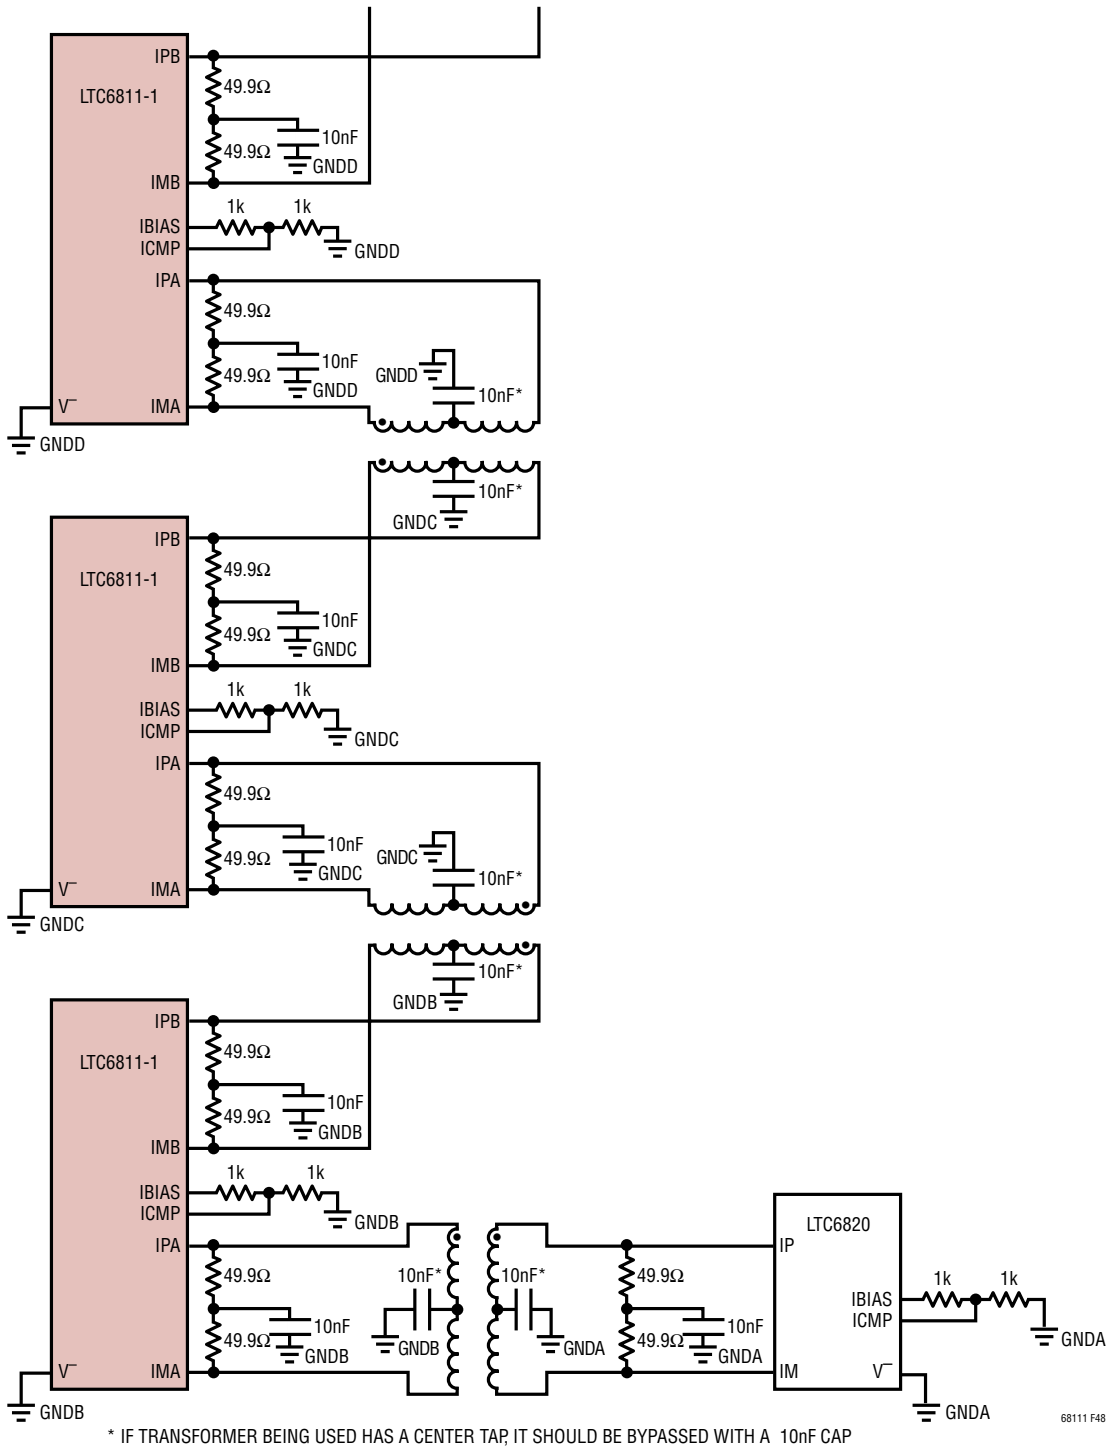 IPB
LTC6811-1
49.9Ω
10nF
49.9Ω
GNDD
IMB
1k 1k
IBIAS
ICMP
GNDD
IPA
49.9Ω
10nF
49.9Ω
GNDD
GNDD
10nF*
V– IMA
GNDD
10nF*
GNDC
IPB
LTC6811-1
49.9Ω
10nF
49.9Ω
GNDC
IMB
1k 1k
IBIAS
ICMP
GNDC
IPA
49.9Ω
10nF
49.9Ω
GNDC
GNDC
10nF*
V– IMA
GNDC
10nF*
GNDB
IPB
LTC6811-1
49.9Ω
10nF
49.9Ω
GNDB
IMB
1k 1k
IBIAS
ICMP
GNDB
IPA
49.9Ω
10nF
49.9Ω
GNDB
10nF* 10nF*
GNDB GNDA
V– IMA
GNDB
LTC6820
IP
49.9Ω
10nF
49.9Ω
GNDA
1k 1k
IBIAS
ICMP
GNDA
IM V–
GNDA
68111 F48
* IF TRANSFORMER BEING USED HAS A CENTER TAP, IT SHOULD BE BYPASSED WITH A 10nF CAP